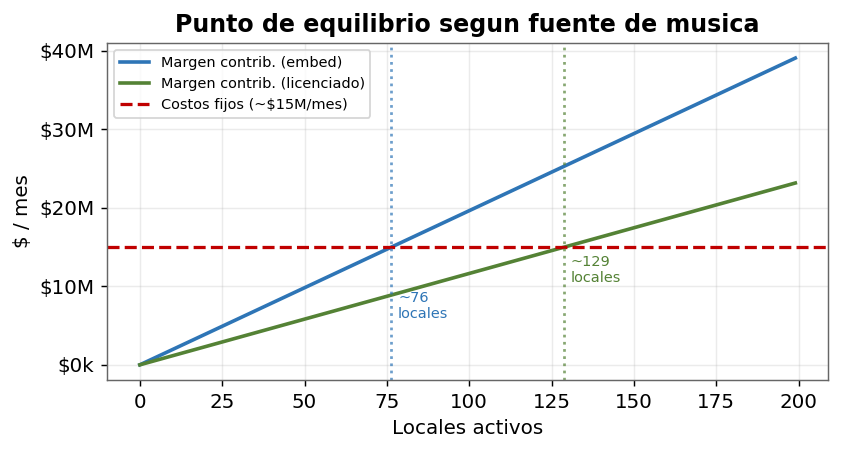 Punto de equilibrio segun fuente de musica
$40M
$30M
$20M
$10M
$0k
$ / mes
Margen contrib. (embed)
Margen contrib. (licenciado)
Costos fijos (~$15M/mes)
~76
locales
~129
locales
0 25 50 75 100 125 150 175 200
Locales activos